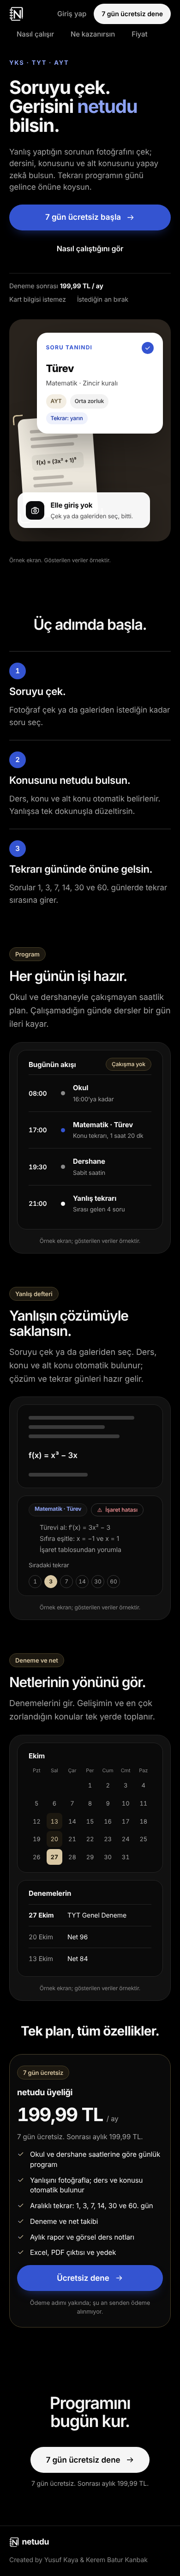 N
Giriş yap
7 gün ücretsiz dene
Nasıl çalışır
Ne kazanırsın
Fiyat
YKS · TYT · AYT
Soruyu çek.
Gerisini netudu
bilsin.
Yanlış yaptığın sorunun fotoğrafını çek;
dersini, konusunu ve alt konusunu yapay
zekâ bulsun. Tekrarı programın günü
gelince önüne koysun.
7 gün ücretsiz başla →
Nasıl çalıştığını gör
Deneme sonrası 199,99 TL / ay
Kart bilgisi istemez
İstediğin an bırak
SORU TANINDI
Türev
Matematik · Zincir kuralı
AYT
Orta zorluk
Tekrar: yarın
f(x) = (3x² + 1)⁵
Elle giriş yok
Çek ya da galeriden seç, bitti.
Örnek ekran. Gösterilen veriler örnektir.
Üç adımda başla.
1
Soruyu çek.
Fotoğraf çek ya da galeriden istediğin kadar
soru seç.
2
Konusunu netudu bulsun.
Ders, konu ve alt konu otomatik belirlenir.
Yanlışsa tek dokunuşla düzeltirsin.
3
Tekrarı gününde önüne gelsin.
Sorular 1, 3, 7, 14, 30 ve 60. günlerde tekrar
sırasına girer.
Program
Her günün işi hazır.
Okul ve dershaneyle çakışmayan saatlik
plan. Çalışamadığın günde dersler bir gün
ileri kayar.
Bugünün akışı
Çakışma yok
08:00
Okul
16:00'ya kadar
17:00
Matematik · Türev
Konu tekrarı, 1 saat 20 dk
19:30
Dershane
Sabit saatin
21:00
Yanlış tekrarı
Sırası gelen 4 soru
Örnek ekran; gösterilen veriler örnektir.
Yanlış defteri
Yanlışın çözümüyle
saklansın.
Soruyu çek ya da galeriden seç. Ders,
konu ve alt konu otomatik bulunur;
çözüm ve tekrar günleri hazır gelir.
f(x) = x³ − 3x
Matematik · Türev
⚠ İşaret hatası
Türevi al: f′(x) = 3x² − 3
Sıfıra eşitle: x = −1 ve x = 1
İşaret tablosundan yorumla
Sıradaki tekrar
1 3 7 14 30 60
Örnek ekran; gösterilen veriler örnektir.
Deneme ve net
Netlerinin yönünü gör.
Denemelerini gir. Gelişimin ve en çok
zorlandığın konular tek yerde toplanır.
Ekim
Pzt Sal Çar Per Cum Cmt Paz
1 2 3 4
5 6 7 8 9 10 11
12 13 14 15 16 17 18
19 20 21 22 23 24 25
26 27 28 29 30 31
Denemelerin
27 Ekim TYT Genel Deneme
20 Ekim Net 96
13 Ekim Net 84
Örnek ekran; gösterilen veriler örnektir.
Tek plan, tüm özellikler.
7 gün ücretsiz
netudu üyeliği
199,99 TL / ay
7 gün ücretsiz. Sonrası aylık 199,99 TL.
✓ Okul ve dershane saatlerine göre günlük
program
✓ Yanlışını fotoğrafla; ders ve konusu
otomatik bulunur
✓ Aralıklı tekrar: 1, 3, 7, 14, 30 ve 60. gün
✓ Deneme ve net takibi
✓ Aylık rapor ve görsel ders notları
✓ Excel, PDF çıktısı ve yedek
Ücretsiz dene →
Ödeme adımı yakında; şu an senden ödeme
alınmıyor.
Programını
bugün kur.
7 gün ücretsiz dene →
7 gün ücretsiz. Sonrası aylık 199,99 TL.
N netudu
Created by Yusuf Kaya & Kerem Batur Kanbak